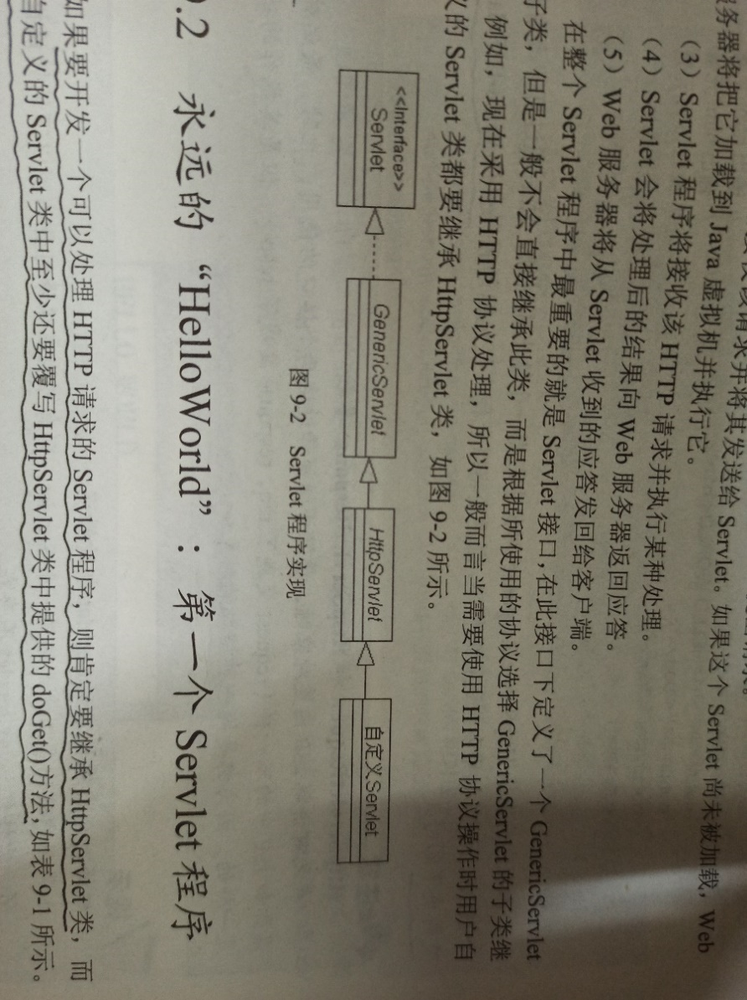 请求并将其发送给 Servlet。如果这个 Servlet 尚未被加载，Web
服务器将把它加载到 Java 虚拟机并执行它。
（3）Servlet 程序将接收该 HTTP 请求并执行某种处理。
（4）Servlet 会将处理后的结果向 Web 服务器返回应答。
（5）Web 服务器将从 Servlet 收到的应答发回给客户端。
在整个 Servlet 程序中最重要的就是 Servlet 接口，在此接口下定义了一个 GenericServlet
子类，但是一般不会直接继承此类，而是根据所使用的协议选择 GenericServlet 的子类继
例如，现在采用 HTTP 协议处理，所以一般而言当需要使用 HTTP 协议操作时用户自
义的 Servlet 类都要继承 HttpServlet 类，如图 9-2 所示。
<<Interface>>
Servlet
GenericServlet
HttpServlet
自定义Servlet
图 9-2 Servlet 程序实现
9.2 永远的“HelloWorld”：第一个 Servlet 程序
如果要开发一个可以处理 HTTP 请求的 Servlet 程序，则肯定要继承 HttpServlet 类，而
自定义的 Servlet 类中至少还要覆写 HttpServlet 类中提供的 doGet()方法，如表 9-1 所示。